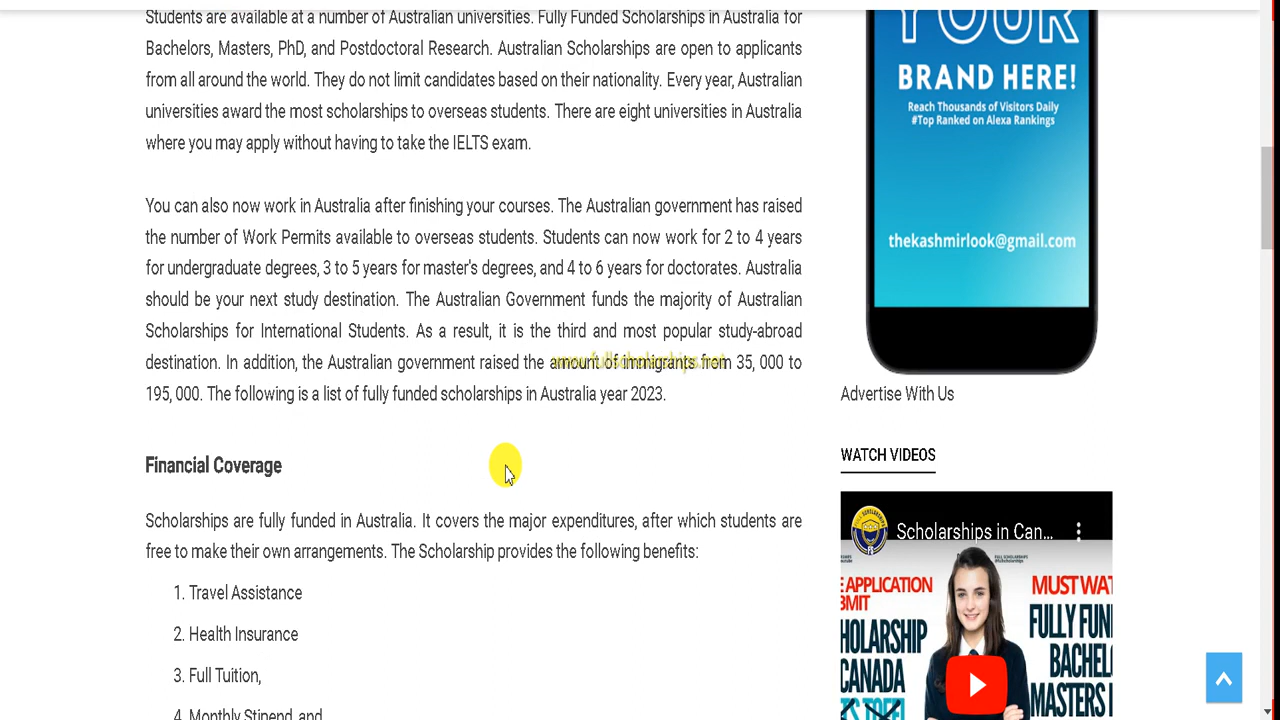 Students are available at a number of Australian universities. Fully Funded Scholarships in Australia for
Bachelors, Masters, PhD, and Postdoctoral Research. Australian Scholarships are open to applicants
from all around the world. They do not limit candidates based on their nationality. Every year, Australian
universities award the most scholarships to overseas students. There are eight universities in Australia
where you may apply without having to take the IELTS exam.
You can also now work in Australia after finishing your courses. The Australian government has raised
the number of Work Permits available to overseas students. Students can now work for 2 to 4 years
for undergraduate degrees, 3 to 5 years for master's degrees, and 4 to 6 years for doctorates. Australia
should be your next study destination. The Australian Government funds the majority of Australian
Scholarships for International Students. As a result, it is the third and most popular study-abroad
destination. In addition, the Australian government raised the amount of immigrants from 35, 000 to
www.fullscholarships.net
195, 000. The following is a list of fully funded scholarships in Australia year 2023.
Financial Coverage
Scholarships are fully funded in Australia. It covers the major expenditures, after which students are
free to make their own arrangements. The Scholarship provides the following benefits:
1. Travel Assistance
2. Health Insurance
3. Full Tuition,
4. Monthly Stipend, and
YOUR
BRAND HERE!
Reach Thousands of Visitors Daily
#Top Ranked on Alexa Rankings
thekashmirlook@gmail.com
Advertise With Us
WATCH VIDEOS
Scholarships in Can...
E APPLICATION
MUST WAT
HOLARSHIP
CANADA
FULLY FUN
BACHEL
MASTERS